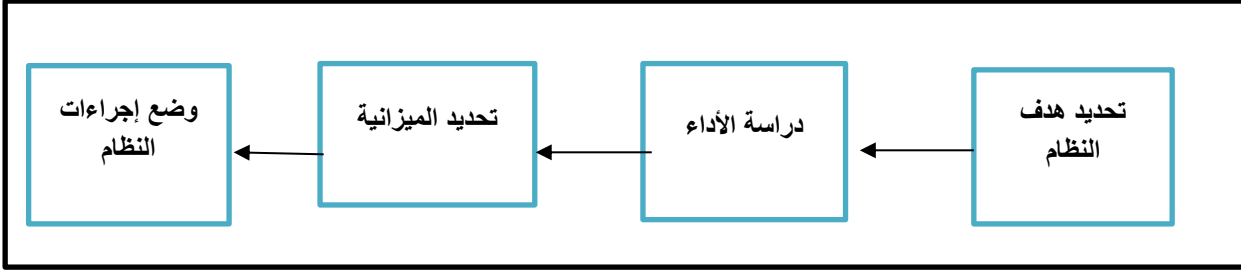 تحديد هدف
النظام
دراسة الأداء
تحديد الميزانية
وضع إجراءات
النظام